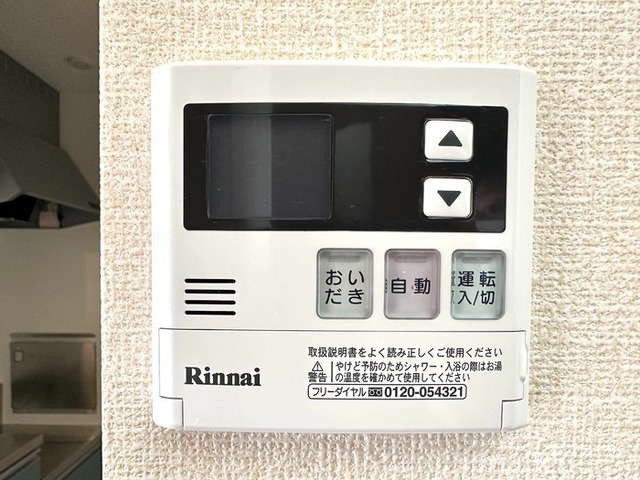 ▲
▼
おい
だき
自動
運転
入/切
取扱説明書をよく読み正しくご使用ください
⚠警告 やけど予防のためシャワー・入浴の際はお湯
の温度を確かめて使用してください
Rinnai
フリーダイヤル 0120-054321